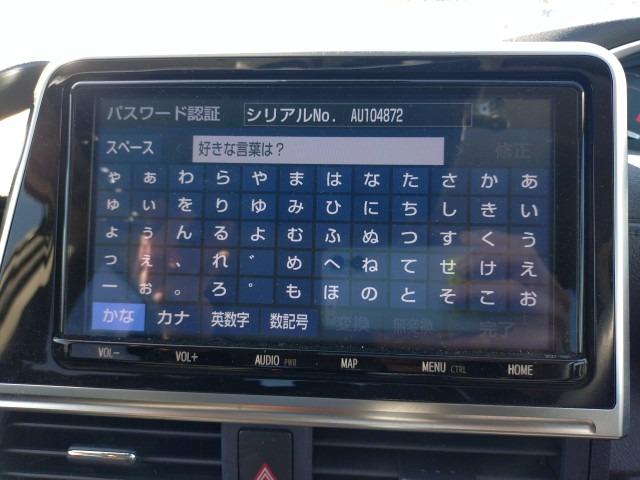 パスワード認証 シリアルNo. AU104872
スペース 好きな言葉は? 修正
ゃ ぁ わ ら や ま は な た さ か あ
ゅ ぃ を り ゆ み ひ に ち し き い
ょ ぅ ん る よ む ふ ぬ つ す く う
っ ぇ 、 れ ゛ め へ ね て せ け え
ー ぉ 。 ろ ゜ も ほ の と そ こ お
かな カナ 英数字 数記号 変換 無変換 完了
VOL- VOL+ AUDIO PWR MAP MENU CTRL HOME